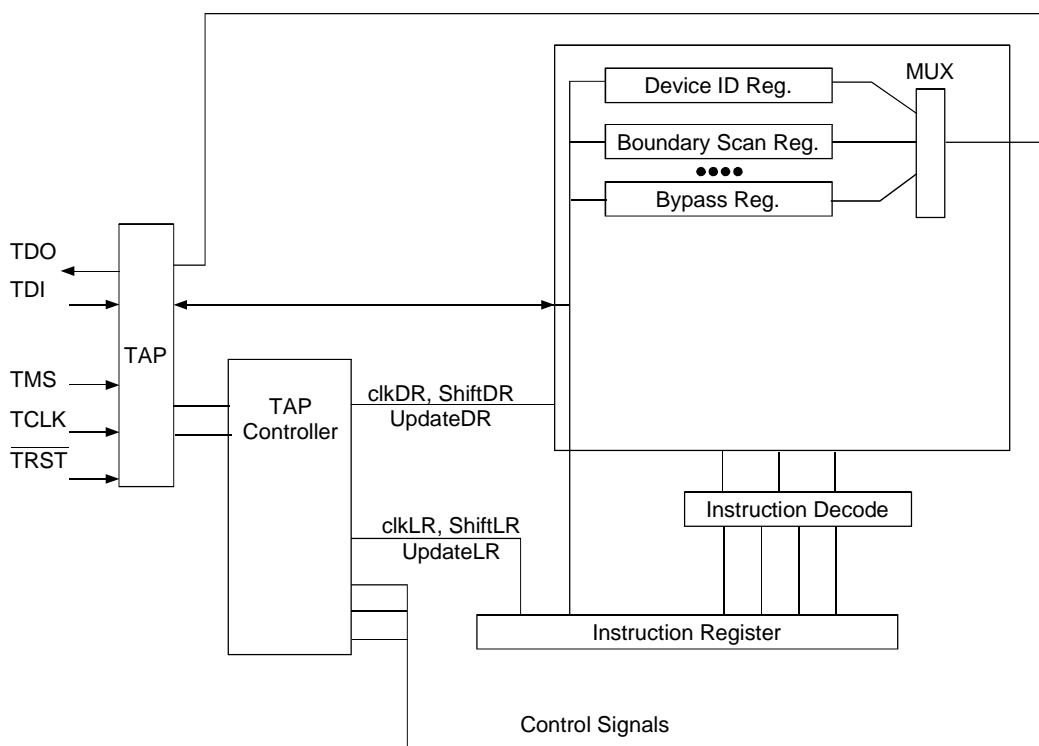 MUX
Device ID Reg.
Boundary Scan Reg.
Bypass Reg.
TDO
TDI
TAP
TMS
TCLK
TRST
TAP
Controller
clkDR, ShiftDR
UpdateDR
Instruction Decode
clkLR, ShiftLR
UpdateLR
Instruction Register
Control Signals